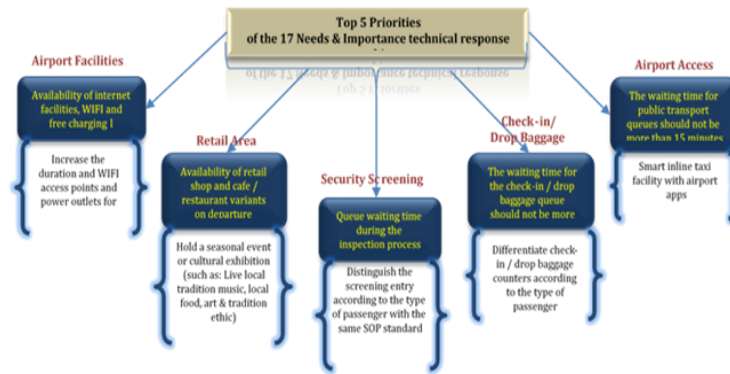 Top 5 Priorities
of the 17 Needs & Importance technical response
Airport Facilities
Availability of internet
facilities, WIFI and
free charging
Increase the
duration and WIFI
access points and
power outlets for
Retail Area
Availability of retail
shop and cafe /
restaurant variants
on departure
Hold a seasonal event
or cultural exhibition
(such as: Live local
tradition music, local
food, art & tradition
ethic)
Security Screening
Queue waiting time
during the
inspection process
Distinguish the
screening entry
according to the type
of passenger with the
same SOP standard
Check-in/
Drop Baggage
The waiting time for
the check-in / drop
baggage queue
should not be more
Differentiate check-
in / drop baggage
counters according
to the type of
passenger
Airport Access
The waiting time for
public transport
queues should not be
more than 15 minutes
Smart inline taxi
facility with airport
apps